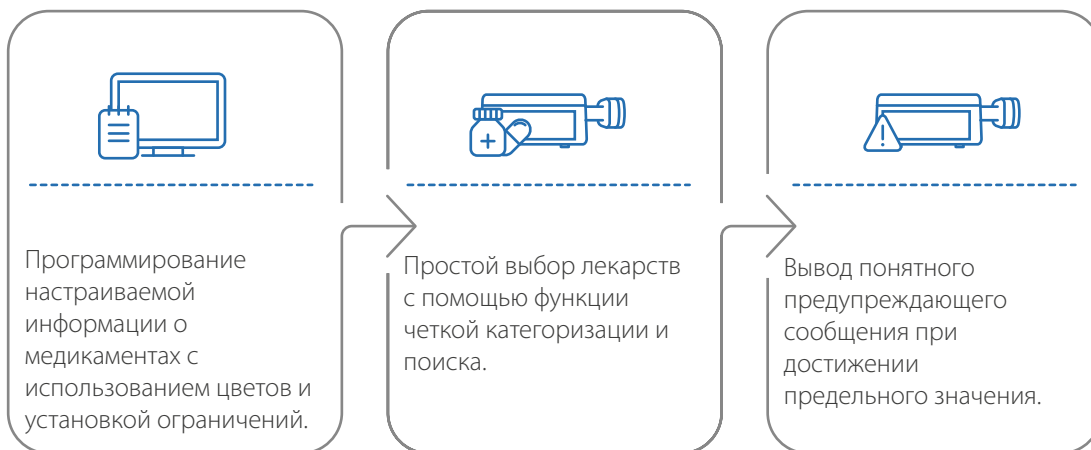 Программирование
настраиваемой
информации о
медикаментах с
использованием цветов и
установкой ограничений.
Простой выбор лекарств
с помощью функции
четкой категоризации и
поиска.
Вывод понятного
предупреждающего
сообщения при
достижении
предельного значения.